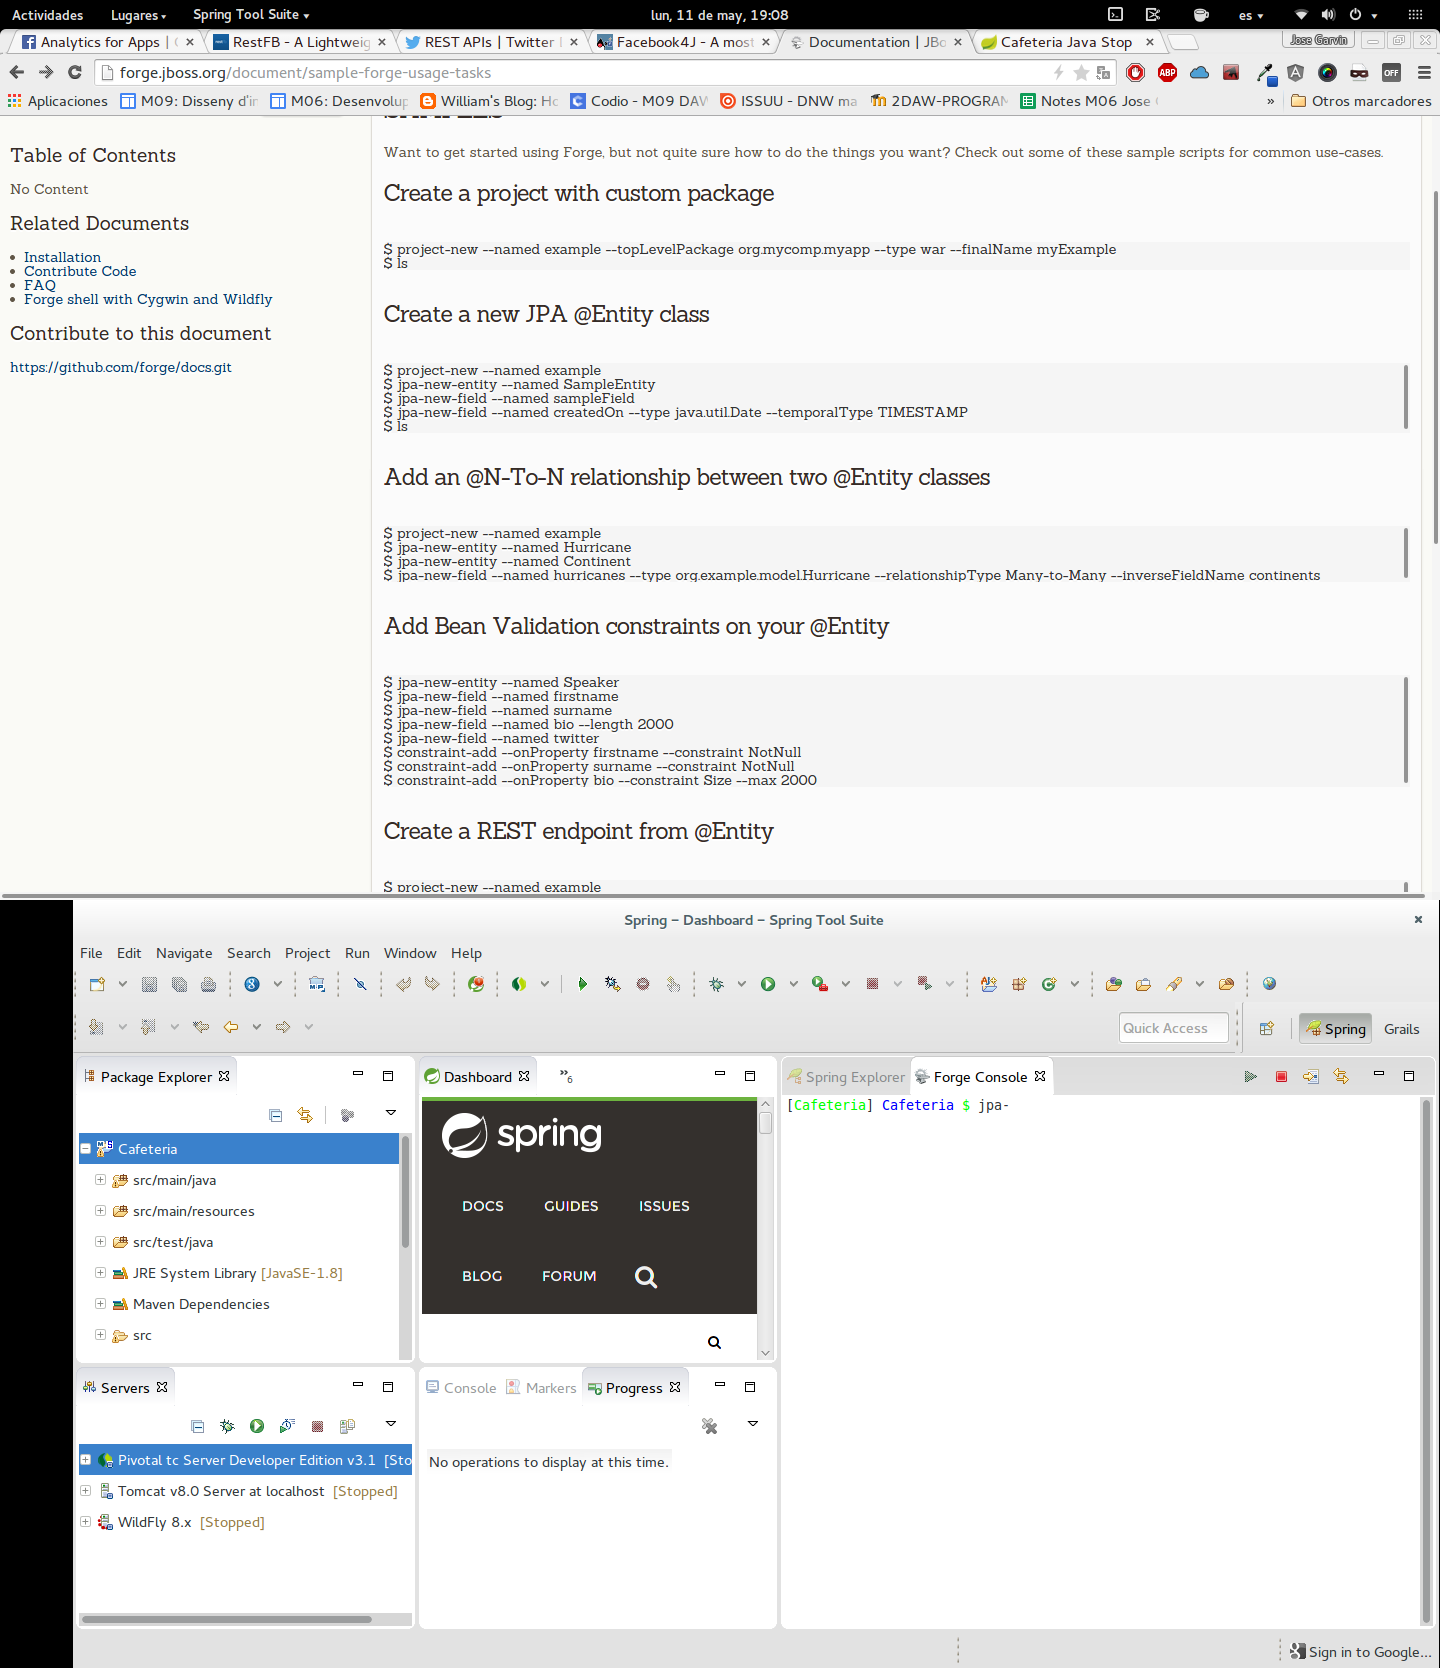 Actividades Lugares Spring Tool Suite lun, 11 de may, 19:08 es
Analytics for Apps | RestFB - A Lightweig REST APIs | Twitter Facebook4J - A most Documentation | JBo Cafeteria Java Stop Jose Garvin
forge.jboss.org/document/sample-forge-usage-tasks ABP OFF
Aplicaciones M09: Disseny d'in M06: Desenvolup William's Blog: Ho Codio - M09 DAW ISSUU - DNW ma 2DAW-PROGRAM Notes M06 Jose » Otros marcadores
SAMPLES
Table of Contents
No Content
Related Documents
Installation
Contribute Code
FAQ
Forge shell with Cygwin and Wildfly
Contribute to this document
https://github.com/forge/docs.git
Want to get started using Forge, but not quite sure how to do the things you want? Check out some of these sample scripts for common use-cases.
Create a project with custom package
$ project-new --named example --topLevelPackage org.mycomp.myapp --type war --finalName myExample
$ ls
Create a new JPA @Entity class
$ project-new --named example
$ jpa-new-entity --named SampleEntity
$ jpa-new-field --named sampleField
$ jpa-new-field --named createdOn --type java.util.Date --temporalType TIMESTAMP
$ ls
Add an @N-To-N relationship between two @Entity classes
$ project-new --named example
$ jpa-new-entity --named Hurricane
$ jpa-new-entity --named Continent
$ jpa-new-field --named hurricanes --type org.example.model.Hurricane --relationshipType Many-to-Many --inverseFieldName continents
Add Bean Validation constraints on your @Entity
$ jpa-new-entity --named Speaker
$ jpa-new-field --named firstname
$ jpa-new-field --named surname
$ jpa-new-field --named bio --length 2000
$ jpa-new-field --named twitter
$ constraint-add --onProperty firstname --constraint NotNull
$ constraint-add --onProperty surname --constraint NotNull
$ constraint-add --onProperty bio --constraint Size --max 2000
Create a REST endpoint from @Entity
$ project-new --named example
Spring - Dashboard - Spring Tool Suite
File Edit Navigate Search Project Run Window Help
Quick Access Spring Grails
Package Explorer
Cafeteria
src/main/java
src/main/resources
src/test/java
JRE System Library [JavaSE-1.8]
Maven Dependencies
src
Dashboard »6
spring
DOCS GUIDES ISSUES
BLOG FORUM
Spring Explorer Forge Console
[Cafeteria] Cafeteria $ jpa-
Servers
Pivotal tc Server Developer Edition v3.1 [Sto
Tomcat v8.0 Server at localhost [Stopped]
WildFly 8.x [Stopped]
Console Markers Progress
No operations to display at this time.
Sign in to Google...